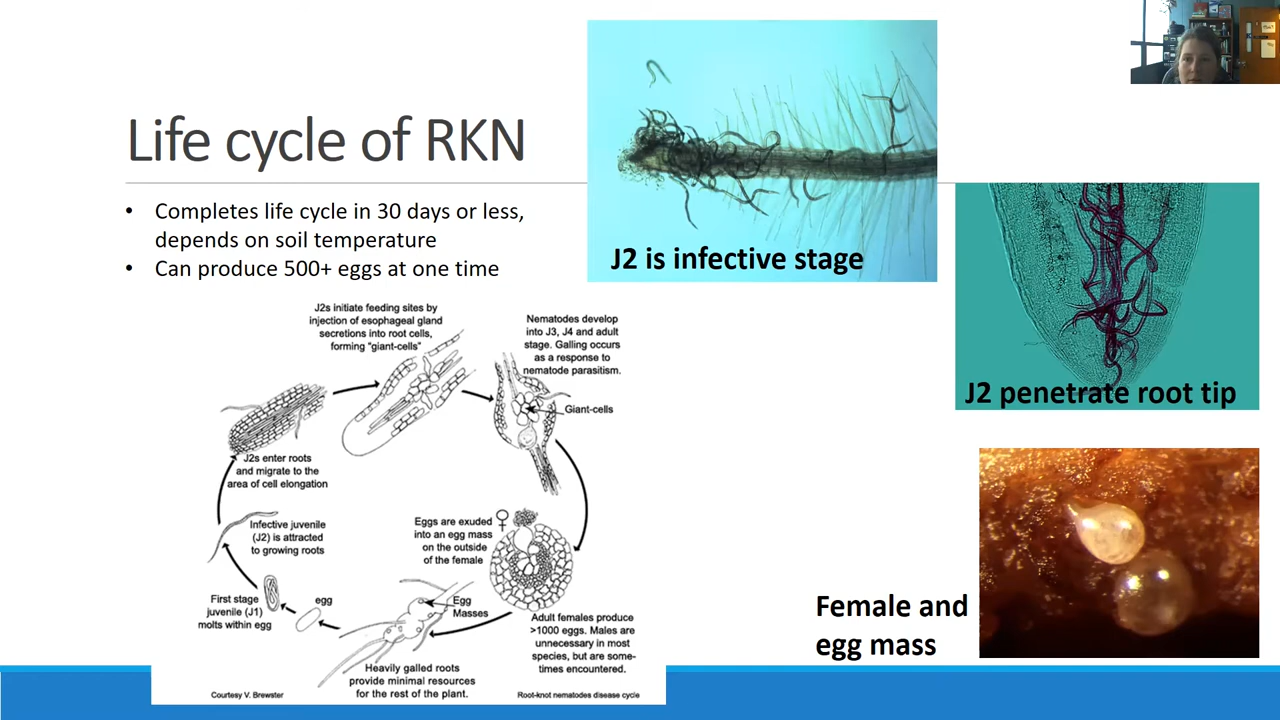 Life cycle of RKN
• Completes life cycle in 30 days or less,
depends on soil temperature
• Can produce 500+ eggs at one time
J2 is infective stage
J2 penetrate root tip
Female and
egg mass
J2s initiate feeding sites by
injection of esophageal gland
secretions into root cells,
forming "giant-cells"
Nematodes develop
into J3, J4 and adult
stage. Galling occurs
as a response to
nematode parasitism.
Giant-cells
J2s enter roots
and migrate to the
area of cell elongation
Infective juvenile
(J2) is attracted
to growing roots
Eggs are exuded
into an egg mass
on the outside
of the female
First stage
juvenile (J1)
molts within egg
egg
Egg
Masses
Adult females produce
>1000 eggs. Males are
unnecessary in most
species, but are some-
times encountered.
Heavily galled roots
provide minimal resources
for the rest of the plant.
Courtesy V. Brewster
Root-knot nematodes disease cycle